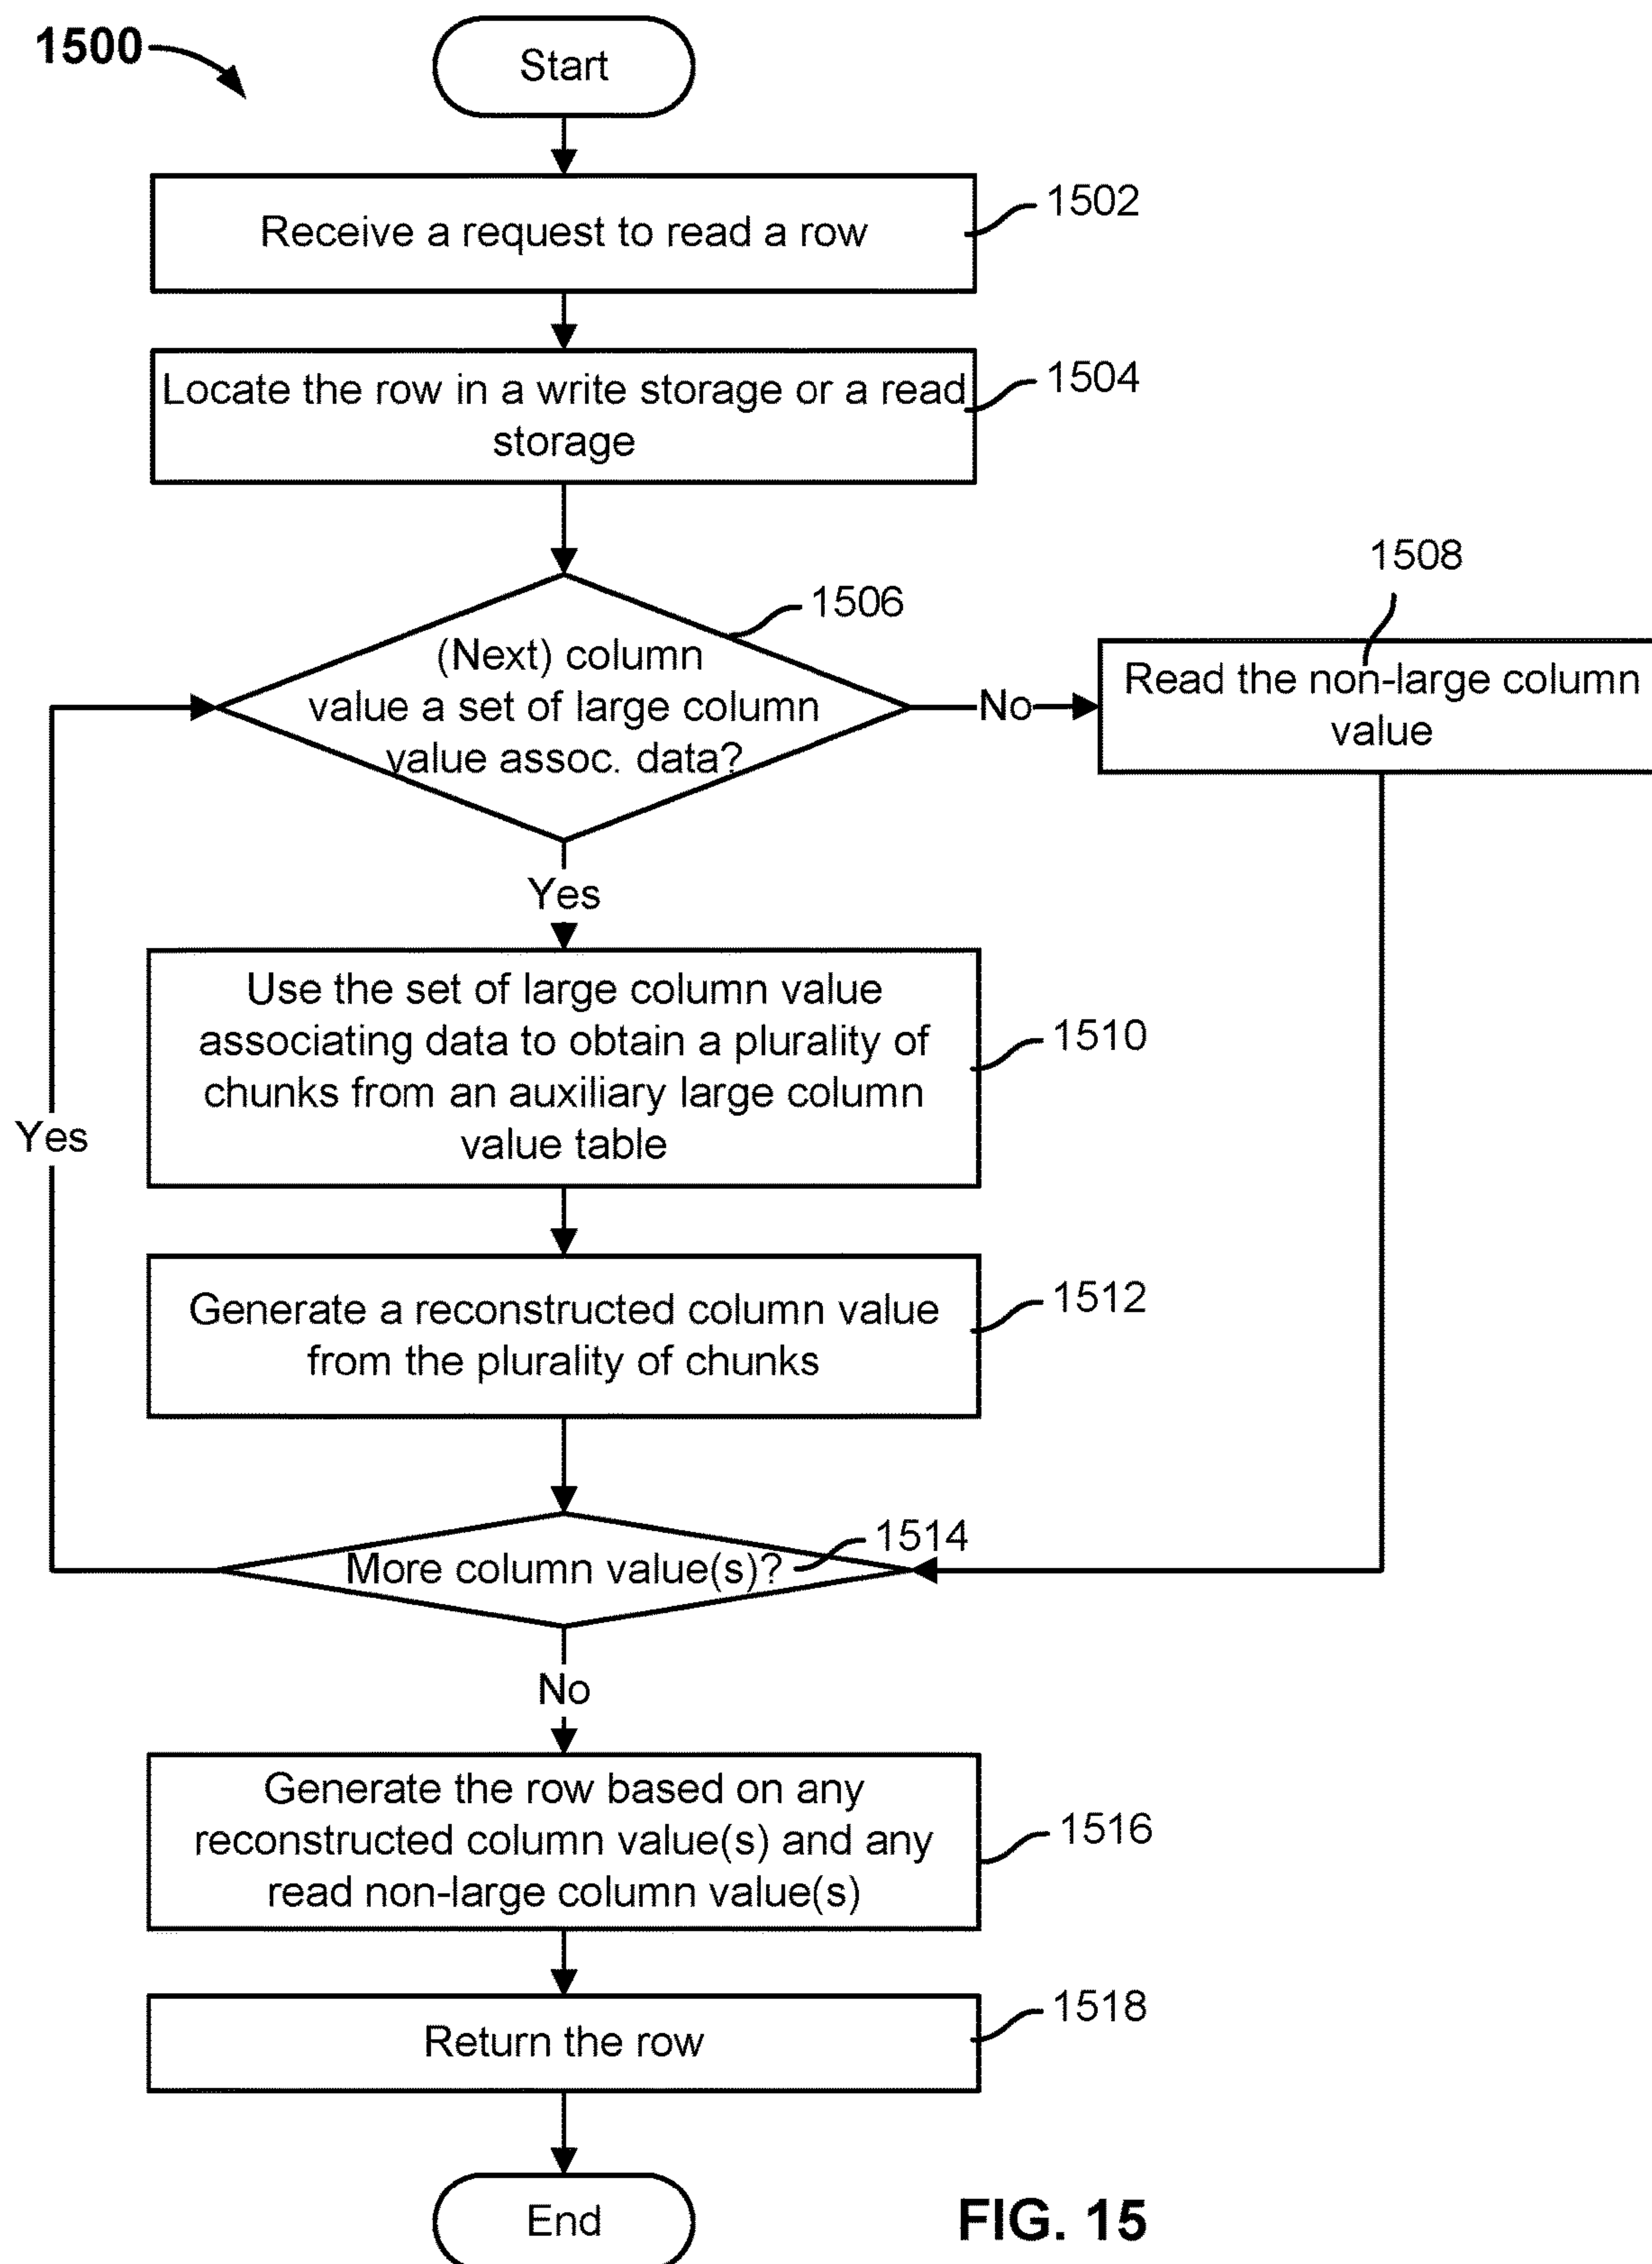 1500
Start
Receive a request to read a row
1502
Locate the row in a write storage or a read
storage
1504
(Next) column
value a set of large column
value assoc. data?
1506
No
1508
Read the non-large column
value
Yes
Use the set of large column value
associating data to obtain a plurality of
chunks from an auxiliary large column
value table
1510
Yes
Generate a reconstructed column value
from the plurality of chunks
1512
More column value(s)?
1514
No
Generate the row based on any
reconstructed column value(s) and any
read non-large column value(s)
1516
Return the row
1518
End
FIG. 15